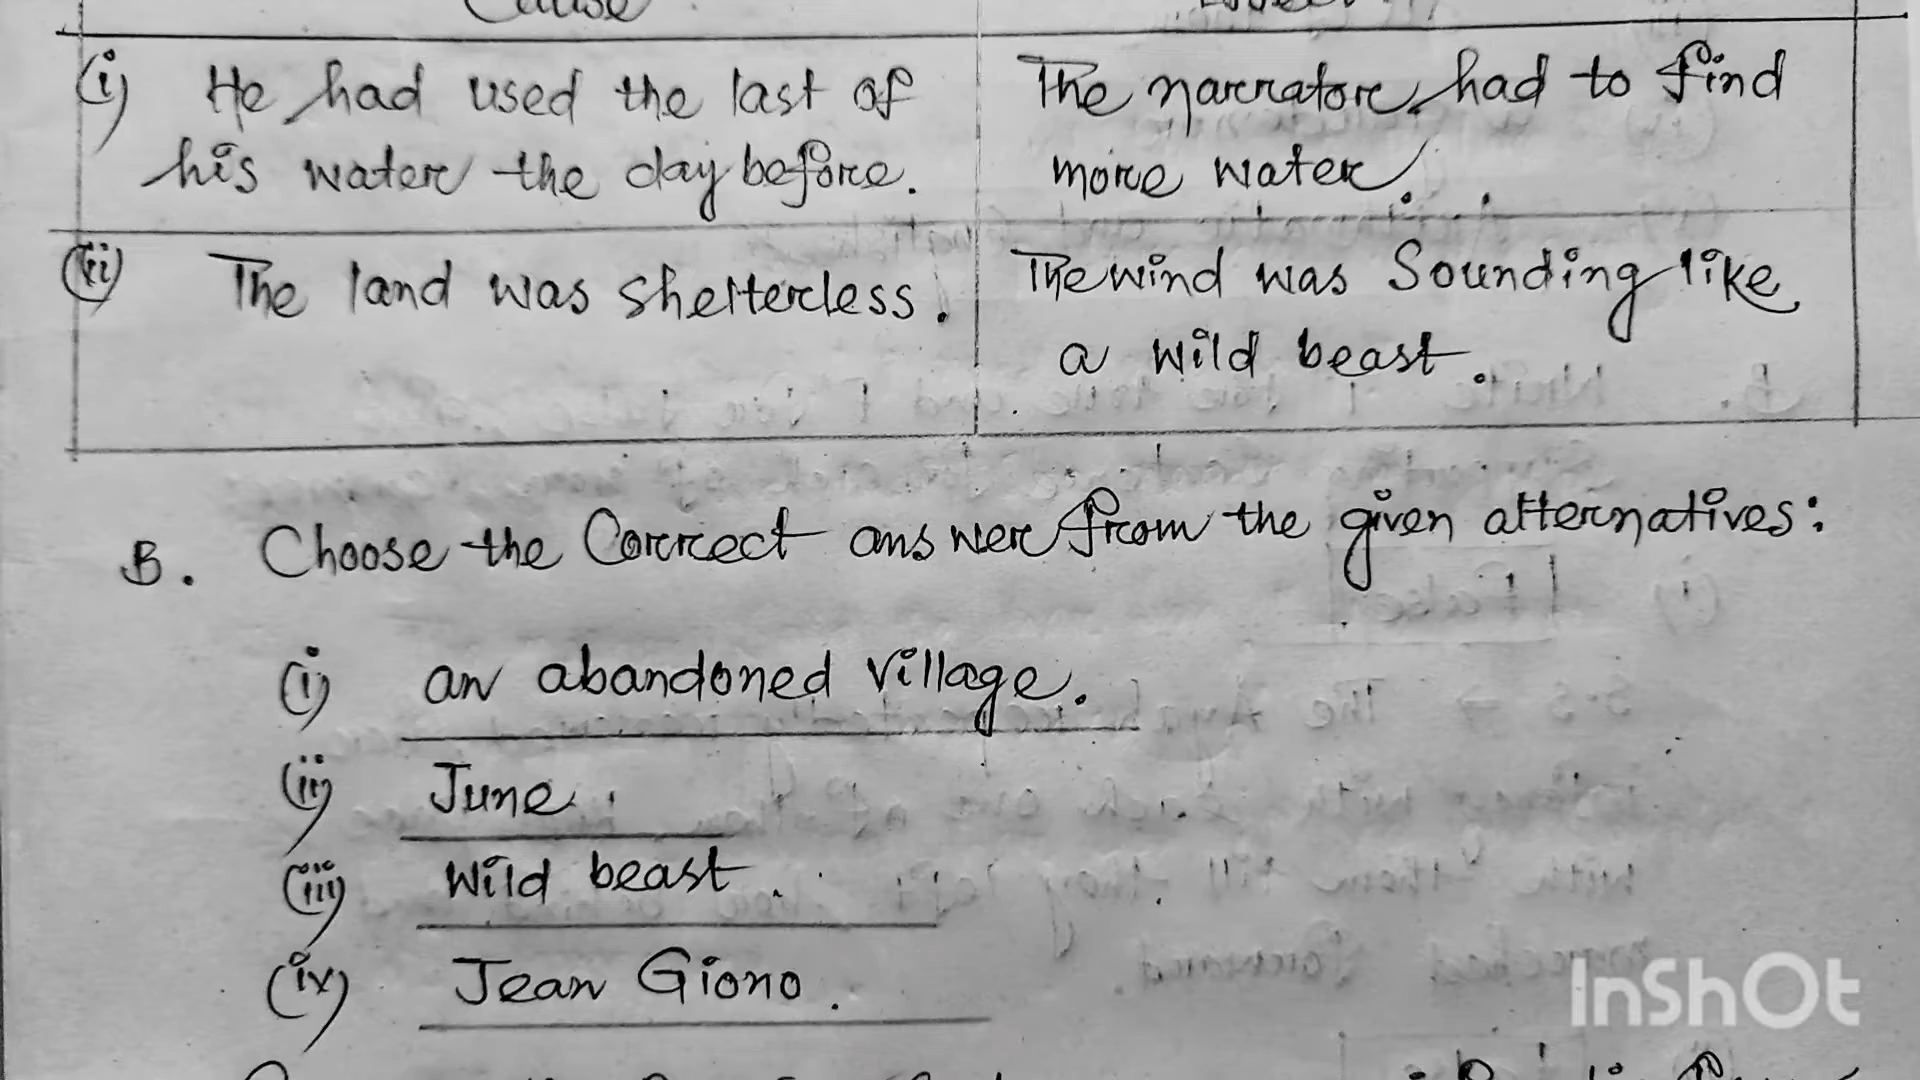 Cause
(i) He had used the last of his water the day before.
The narrator had to find more water.
(ii) The land was shelterless.
The wind was Sounding like a wild beast.
B. Choose the Correct answer from the given alternatives:
(i) an abandoned village.
(ii) June.
(iii) Wild beast.
(iv) Jean Giono.
InShOt